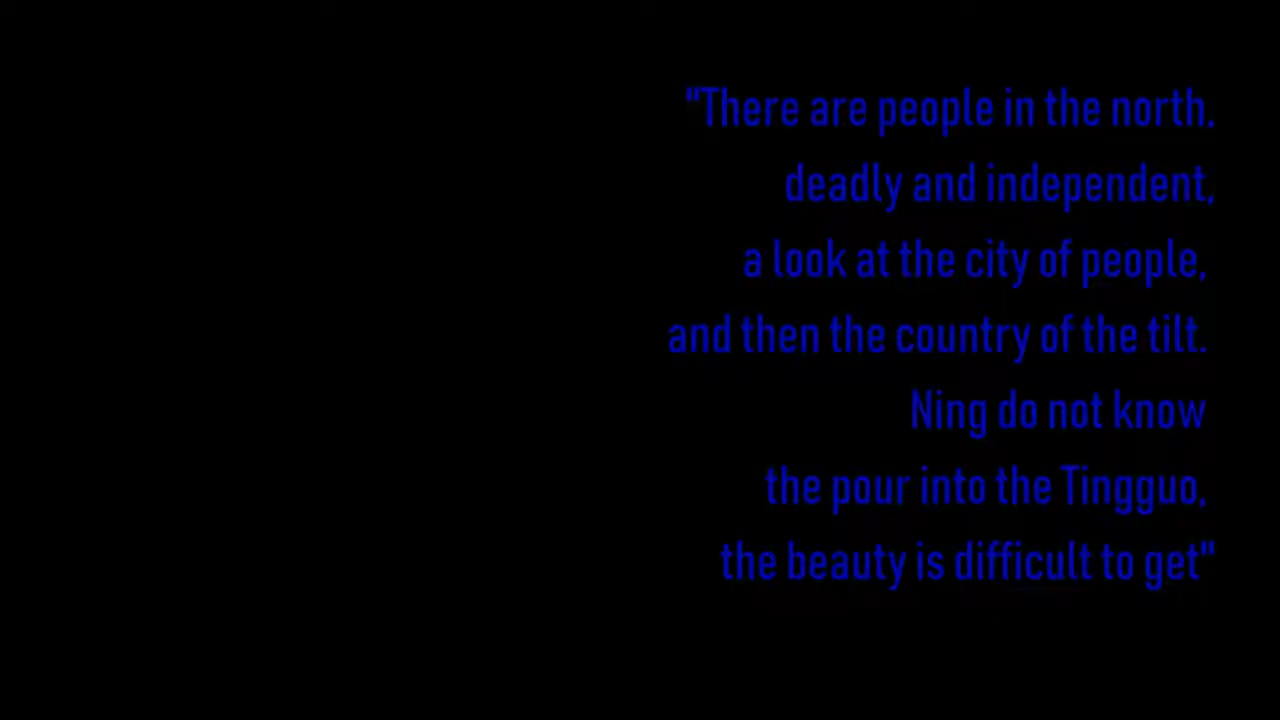 "There are people in the north.
deadly and independent,
a look at the city of people,
and then the country of the tilt.
Ning do not know
the pour into the Tingguo,
the beauty is difficult to get"